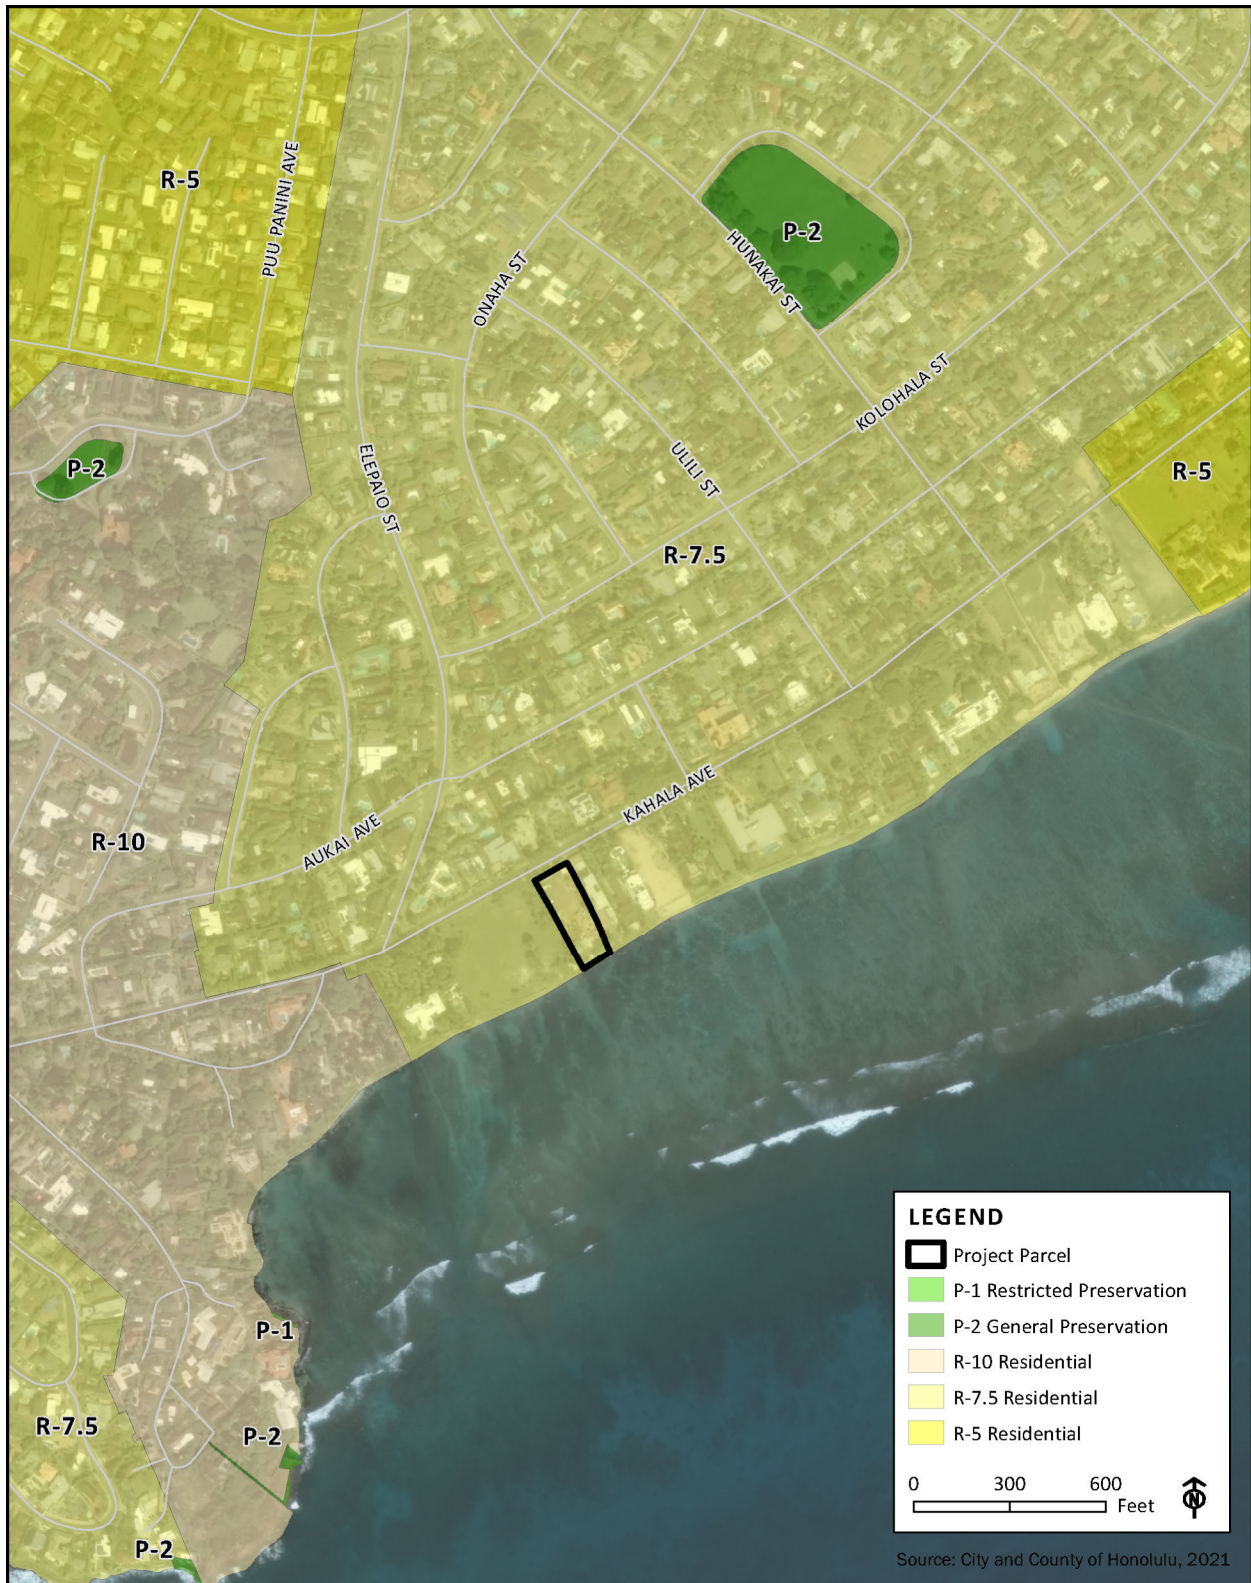 R-5
PUU PANINI AVE
P-2
HUNAKAI ST
ONAHA ST
KOLOHALA ST
P-2
ELEPAIO ST
ULILI ST
R-5
R-7.5
KAHALA AVE
R-10
AUKAI AVE
P-1
R-7.5
P-2
P-2
LEGEND
Project Parcel
P-1 Restricted Preservation
P-2 General Preservation
R-10 Residential
R-7.5 Residential
R-5 Residential
0 300 600
Feet
N
Source: City and County of Honolulu, 2021